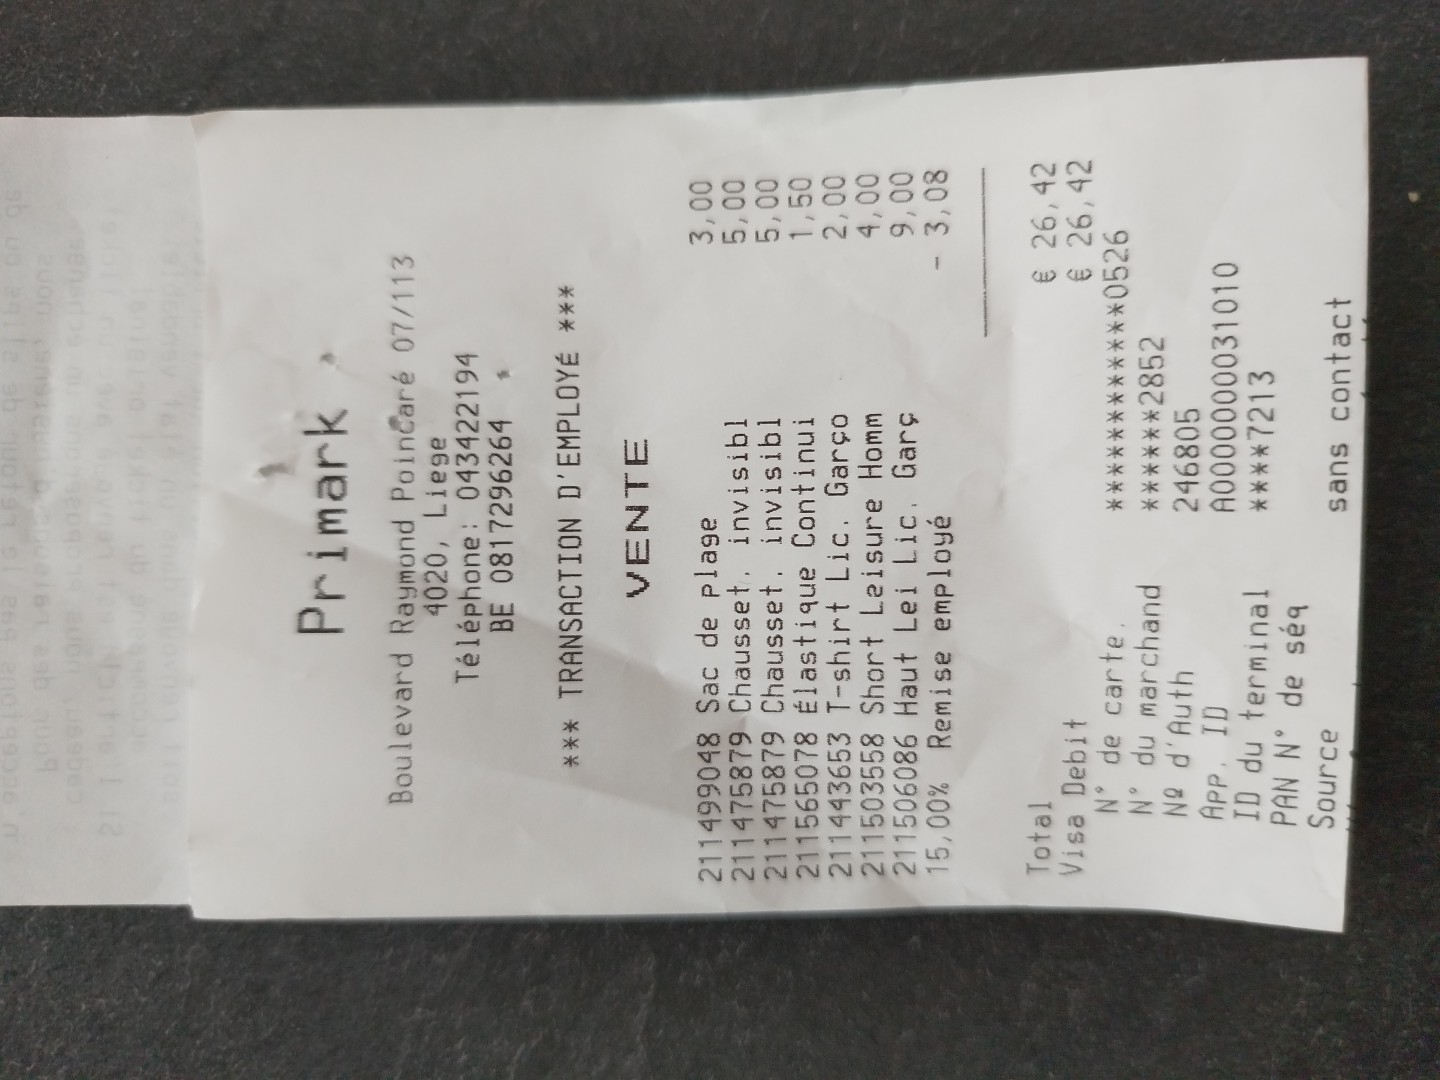 Primark
Boulevard Raymond Poincaré 07/113
4020, Liege
Téléphone: 043422194
BE 0817296264
*** TRANSACTION D'EMPLOYÉ ***
VENTE
211499048 Sac de plage 3,00
211475879 Chausset. invisibl 5,00
211475879 Chausset. invisibl 5,00
211565078 Élastique Continui 1,50
211443653 T-shirt Lic. Garço 2,00
211503558 Short Leisure Homm 4,00
211506086 Haut Lei Lic. Garç 9,00
15,00% Remise employé - 3,08
Total € 26,42
Visa Debit € 26,42
N° de carte. ************0526
N° du marchand ******2852
Nº d'Auth 246805
App. ID A0000000031010
ID du terminal ****7213
PAN N° de séq
Source sans contact